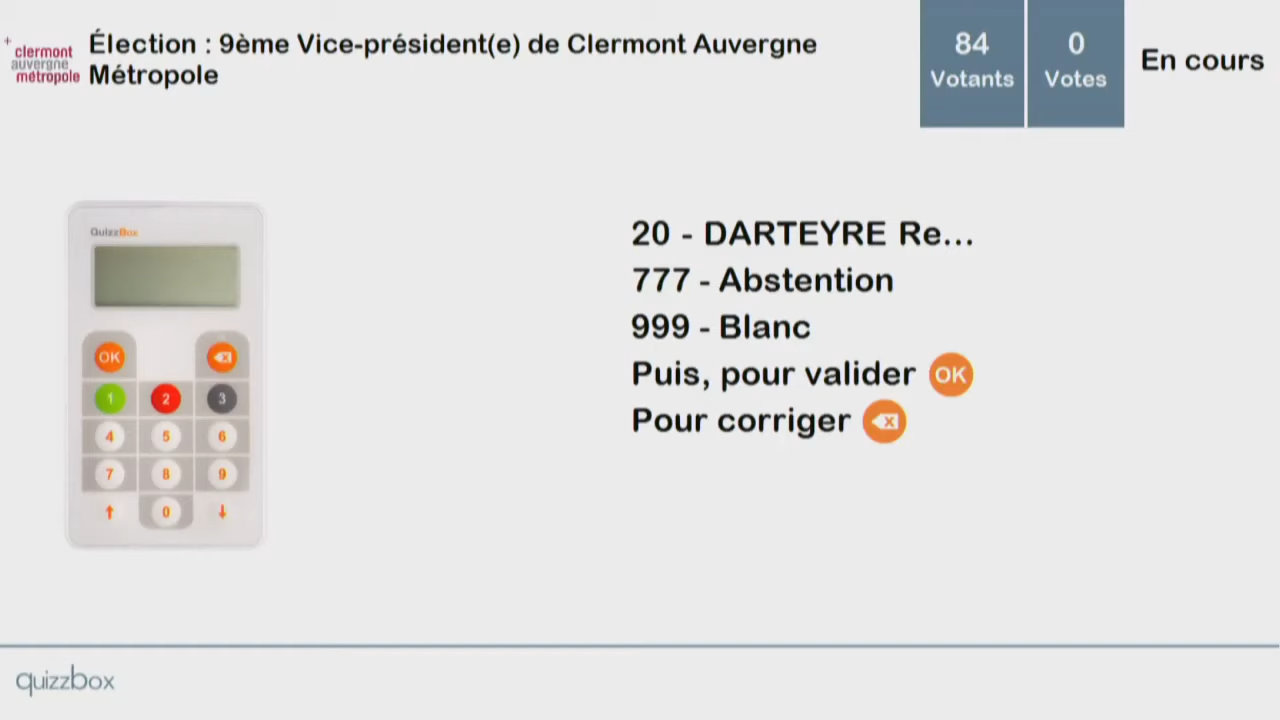 clermont
auvergne
métropole
Élection : 9ème Vice-président(e) de Clermont Auvergne
Métropole
84
Votants
0
Votes
En cours
QuizzBox
OK
1 2 3
4 5 6
7 8 9
0
20 - DARTEYRE Re...
777 - Abstention
999 - Blanc
Puis, pour valider OK
Pour corriger
quizzbox